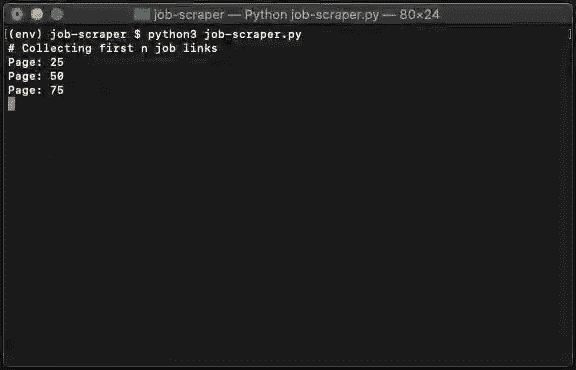 job-scraper — Python job-scraper.py — 80×24
[(env) job-scraper $ python3 job-scraper.py ]
# Collecting first n job links
Page: 25
Page: 50
Page: 75